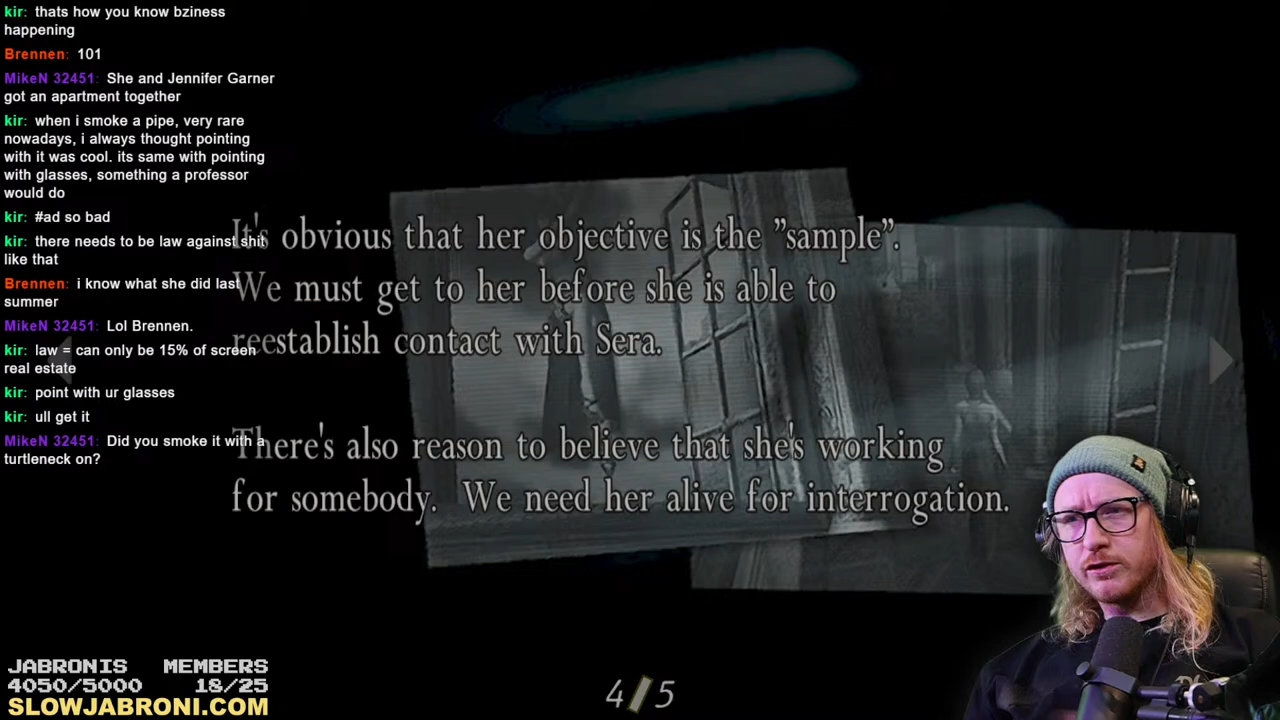 kir: thats how you know bziness
happening
Brennen: 101
MikeN 32451: She and Jennifer Garner
got an apartment together
kir: when i smoke a pipe, very rare
nowadays, i always thought pointing
with it was cool. its same with pointing
with glasses, something a professor
would do
kir: #ad so bad
kir: there needs to be law against shit
like that
Brennen: i know what she did last
summer
MikeN 32451: Lol Brennen.
kir: law = can only be 15% of screen
real estate
kir: point with ur glasses
kir: ull get it
MikeN 32451: Did you smoke it with a
turtleneck on?
It's obvious that her objective is the "sample".
We must get to her before she is able to
reestablish contact with Sera.
There's also reason to believe that she's working
for somebody. We need her alive for interrogation.
4/5
JABRONIS MEMBERS
4050/5000 18/25
SLOWJABRONI.COM